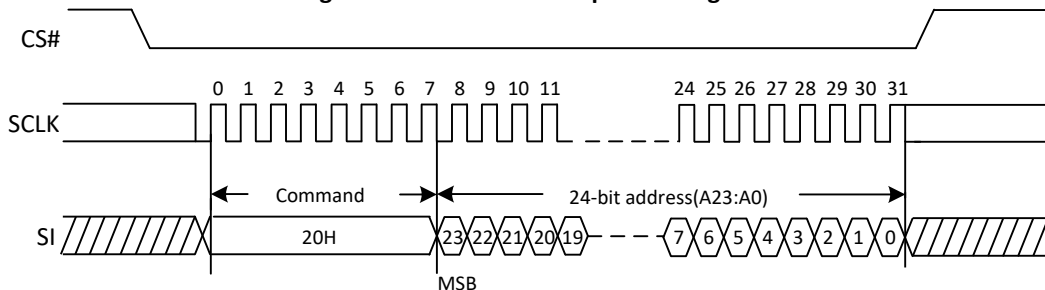 CS#
0 1 2 3 4 5 6 7 8 9 10 11 24 25 26 27 28 29 30 31
SCLK
Command 24-bit address(A23:A0)
SI 20H 23 22 21 20 19 7 6 5 4 3 2 1 0
MSB